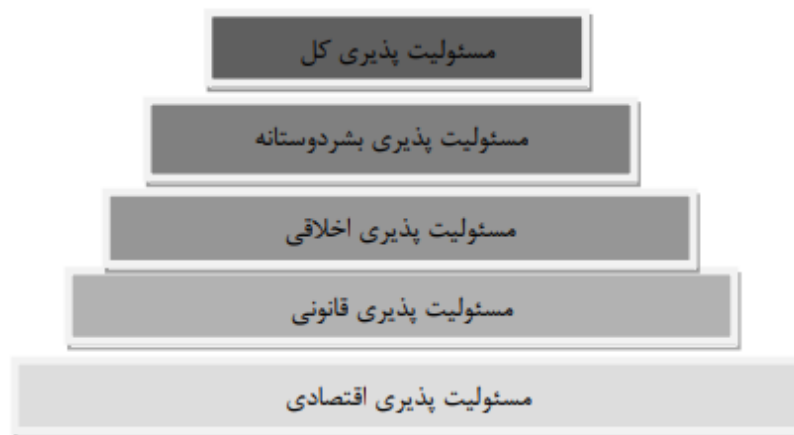 مسئولیت پذیری کل
مسئولیت پذیری بشردوستانه
مسئولیت پذیری اخلاقی
مسئولیت پذیری قانونی
مسئولیت پذیری اقتصادی